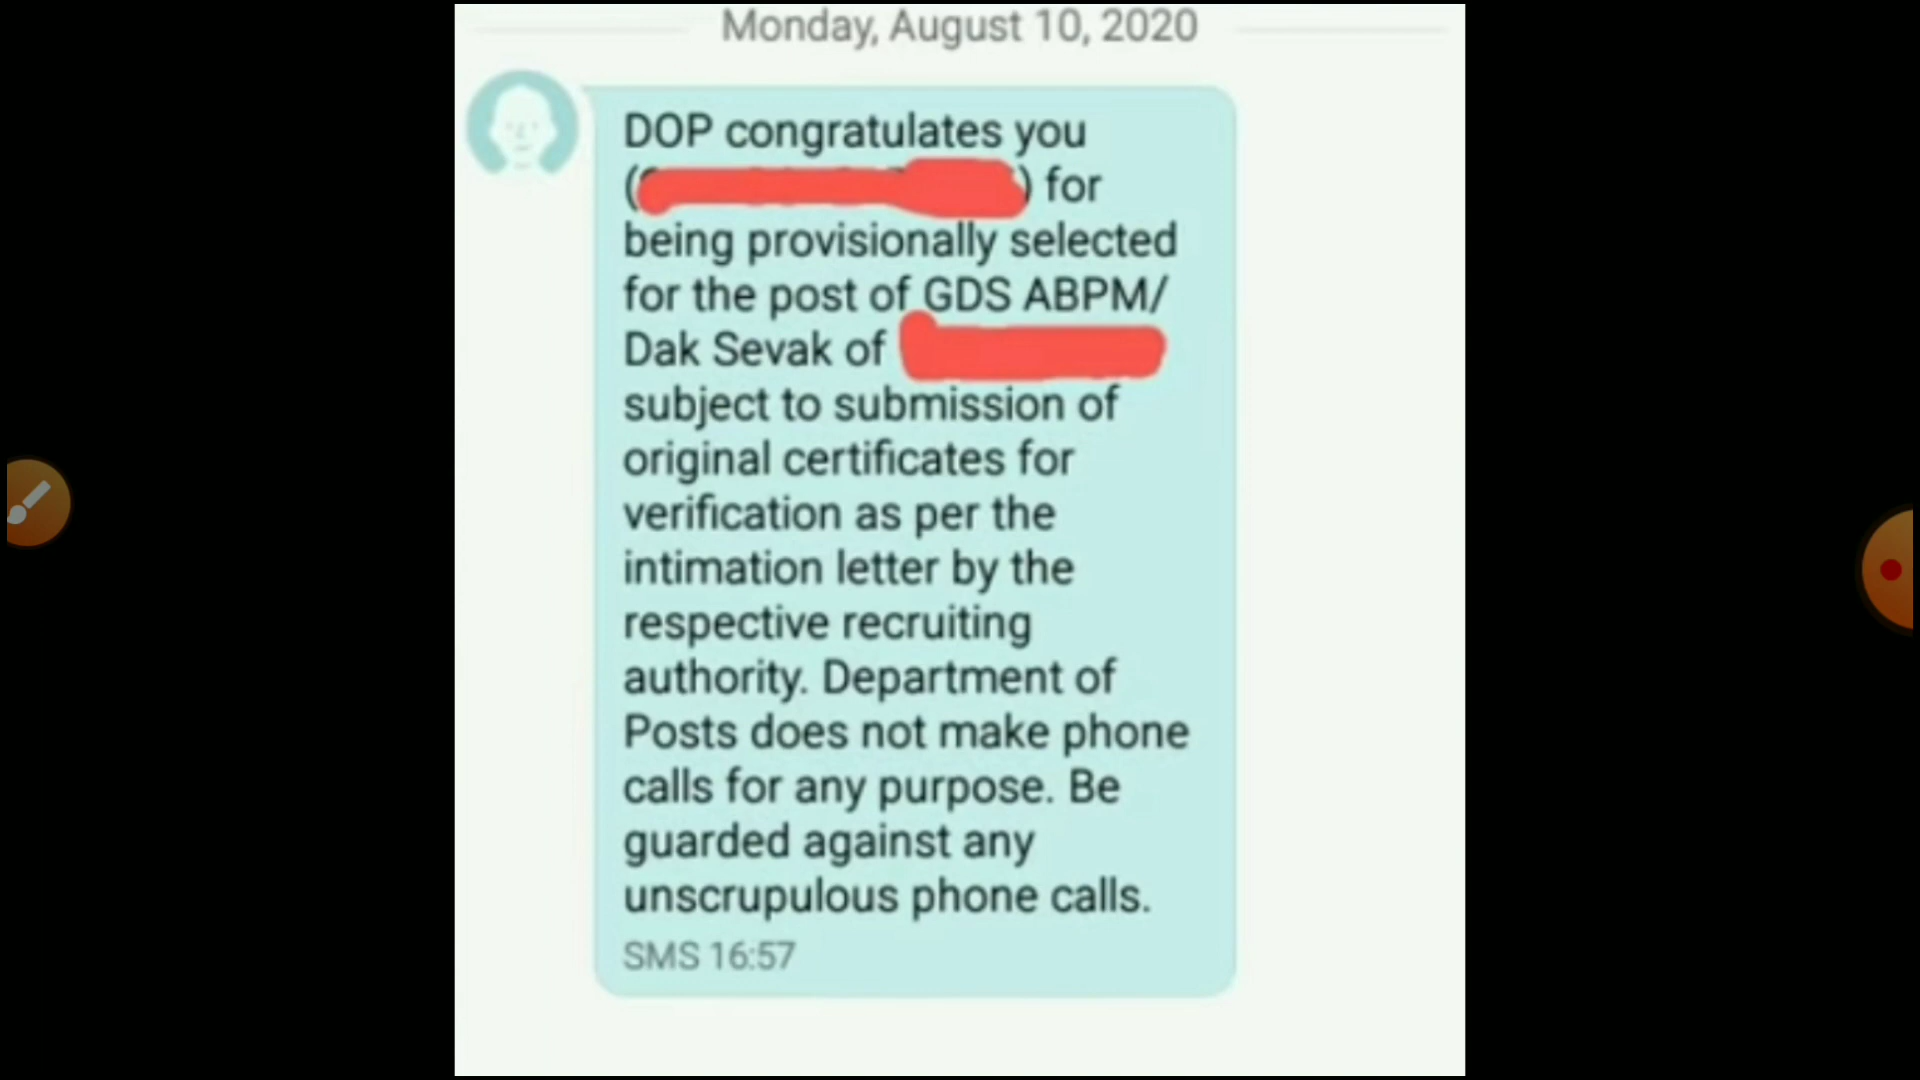 Monday, August 10, 2020
DOP congratulates you
( ) for
being provisionally selected
for the post of GDS ABPM/
Dak Sevak of
subject to submission of
original certificates for
verification as per the
intimation letter by the
respective recruiting
authority. Department of
Posts does not make phone
calls for any purpose. Be
guarded against any
unscrupulous phone calls.
SMS 16:57